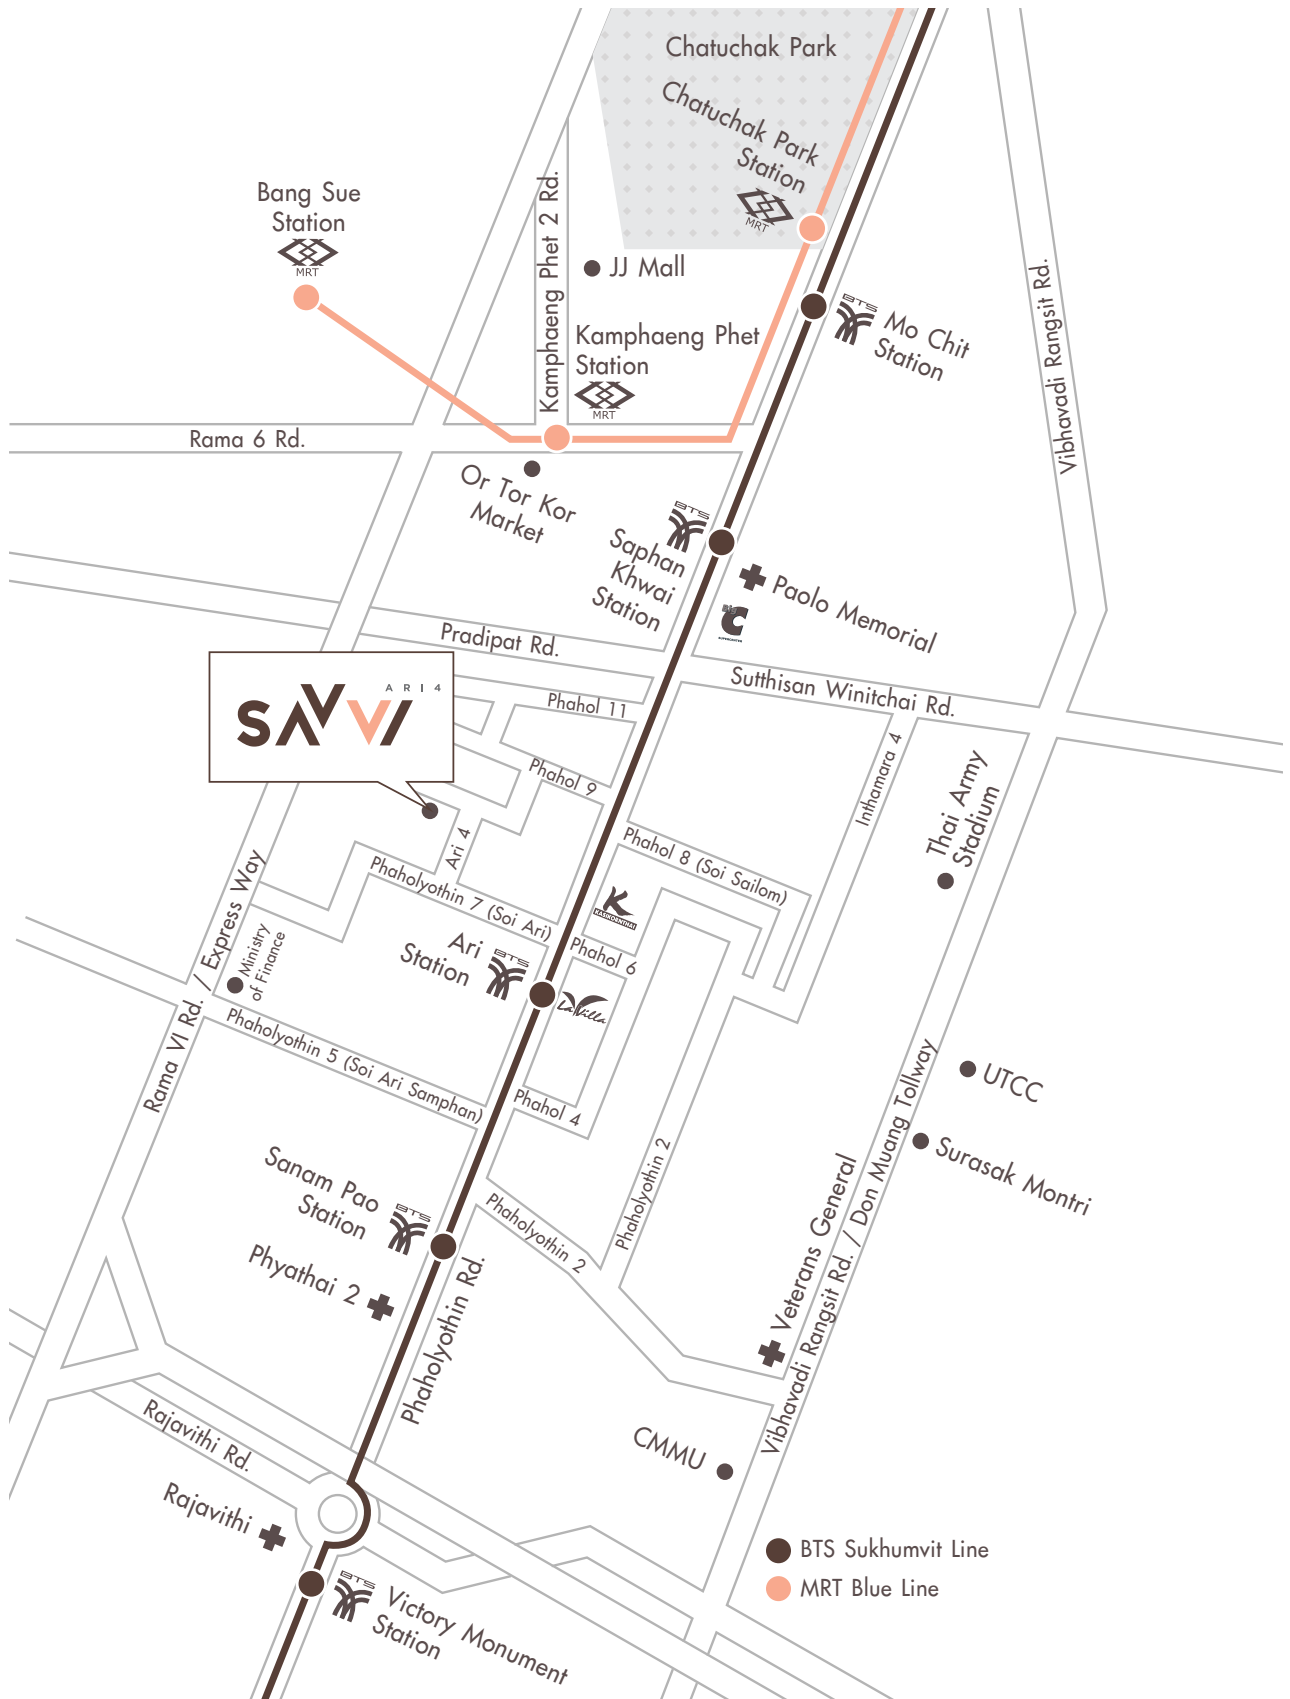 Chatuchak Park
Chatuchak Park
Station
MRT
Bang Sue
Station
MRT
Kamphaeng Phet 2 Rd.
JJ Mall
Kamphaeng Phet
Station
MRT
BTS
Mo Chit
Station
Vibhavadi Rangsit Rd.
Rama 6 Rd.
Or Tor Kor
Market
BTS
Saphan
Khwai
Station
Paolo Memorial
Big
C
SUPERCENTER
Pradipat Rd.
Sutthisan Winitchai Rd.
ARI 4
SAVVI
Phahol 11
Phahol 9
Inthamara 4
Thai Army
Stadium
Ari 4
Phahol 8 (Soi Sailom)
Phaholyothin 7 (Soi Ari)
K
KASIKORNTHAI
Rama VI Rd. / Express Way
Ministry
of Finance
Ari
Station
BTS
Phahol 6
La Villa
Phaholyothin 5 (Soi Ari Samphan)
Phahol 4
UTCC
Surasak Montri
Sanam Pao
Station
BTS
Phaholyothin 2
Phaholyothin 2
Veterans General
Vibhavadi Rangsit Rd. / Don Muang Tollway
Phyathai 2
Phaholyothin Rd.
Rajavithi Rd.
CMMU
Rajavithi
BTS Sukhumvit Line
MRT Blue Line
BTS
Victory Monument
Station